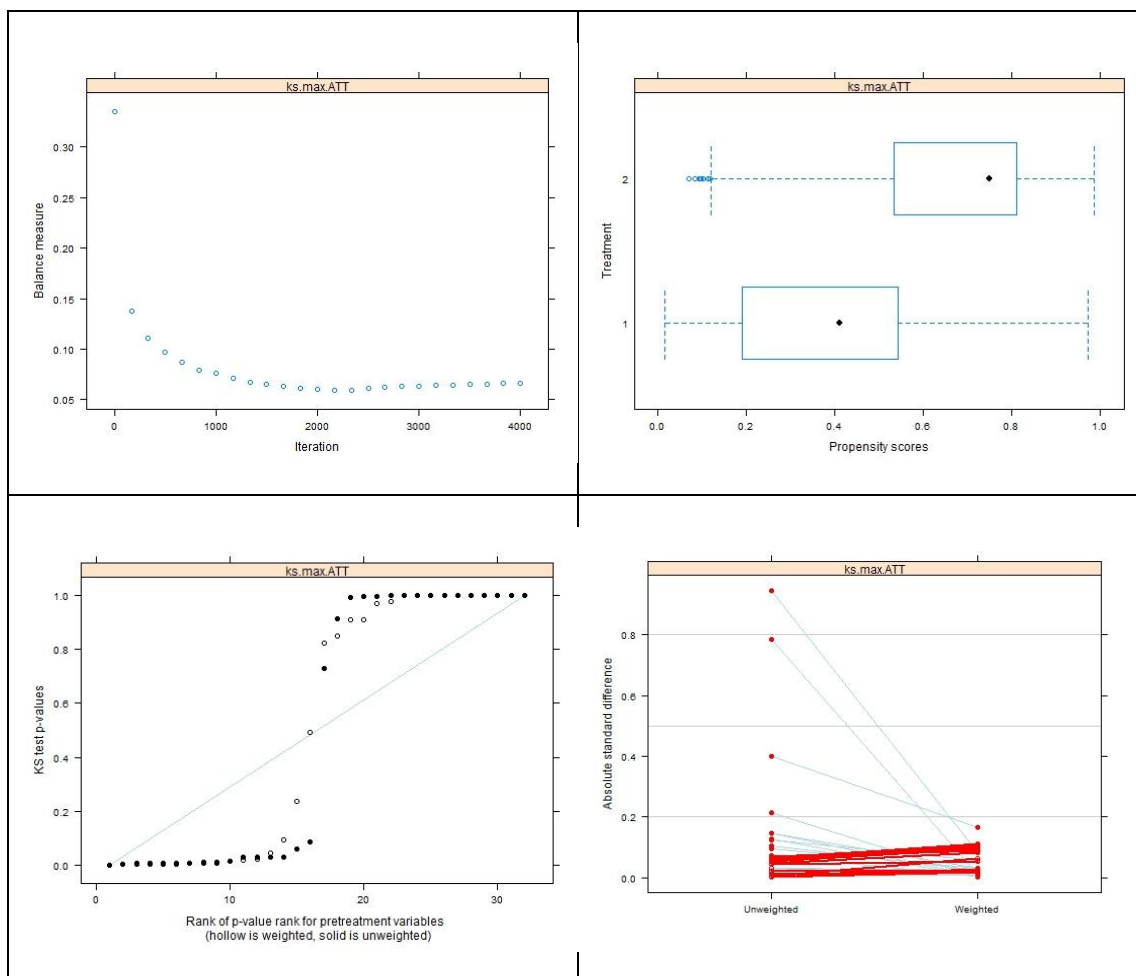 ks.max.ATT
0.30
0.25
0.20
0.15
0.10
0.05
Balance measure
0 1000 2000 3000 4000
Iteration
ks.max.ATT
2
1
Treatment
0.0 0.2 0.4 0.6 0.8 1.0
Propensity scores
ks.max.ATT
1.0
0.8
0.6
0.4
0.2
0.0
KS test p-values
0 10 20 30
Rank of p-value rank for pretreatment variables
(hollow is weighted, solid is unweighted)
ks.max.ATT
0.8
0.6
0.4
0.2
0.0
Absolute standard difference
Unweighted Weighted